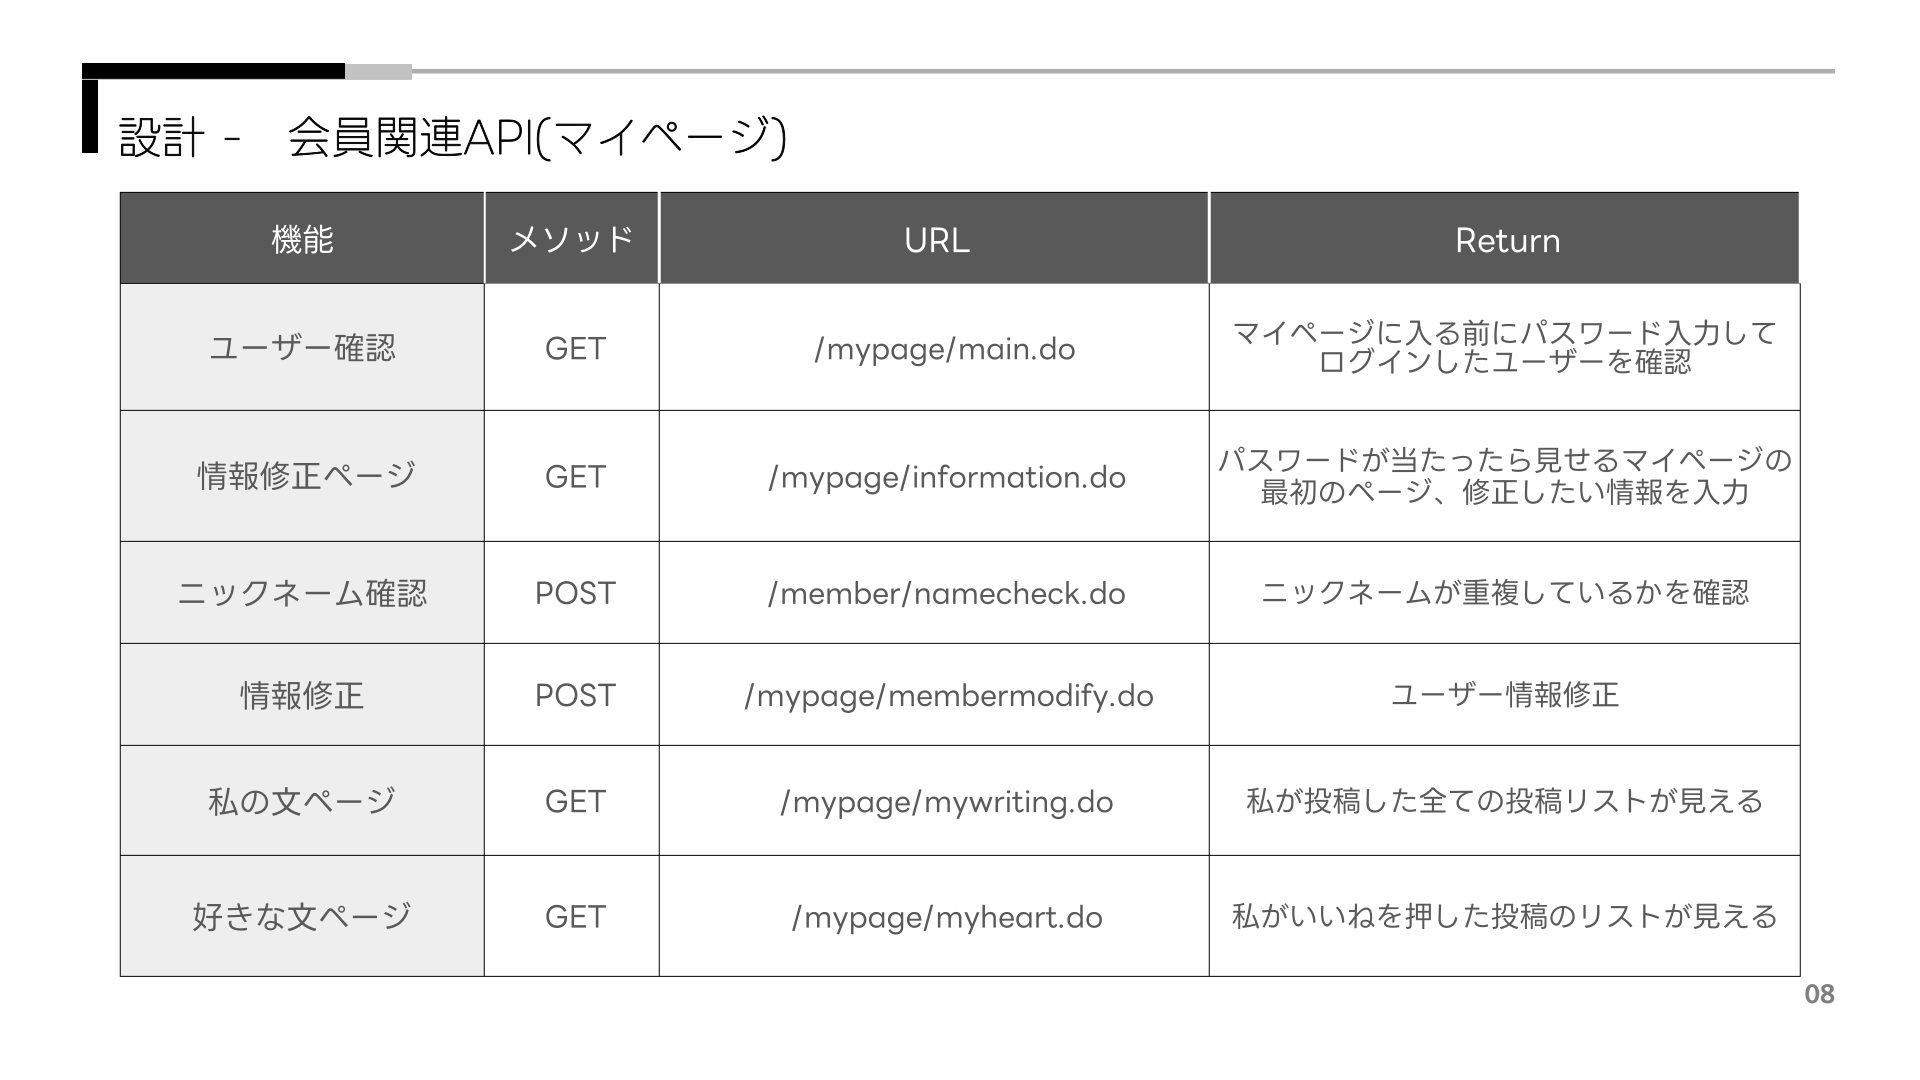 設計 -　会員関連API(マイページ)
機能 メソッド URL Return
ユーザー確認 GET /mypage/main.do マイページに入る前にパスワード入力して
ログインしたユーザーを確認
情報修正ページ GET /mypage/information.do パスワードが当たったら見せるマイページの
最初のページ、修正したい情報を入力
ニックネーム確認 POST /member/namecheck.do ニックネームが重複しているかを確認
情報修正 POST /mypage/membermodify.do ユーザー情報修正
私の文ページ GET /mypage/mywriting.do 私が投稿した全ての投稿リストが見える
好きな文ページ GET /mypage/myheart.do 私がいいねを押した投稿のリストが見える
08